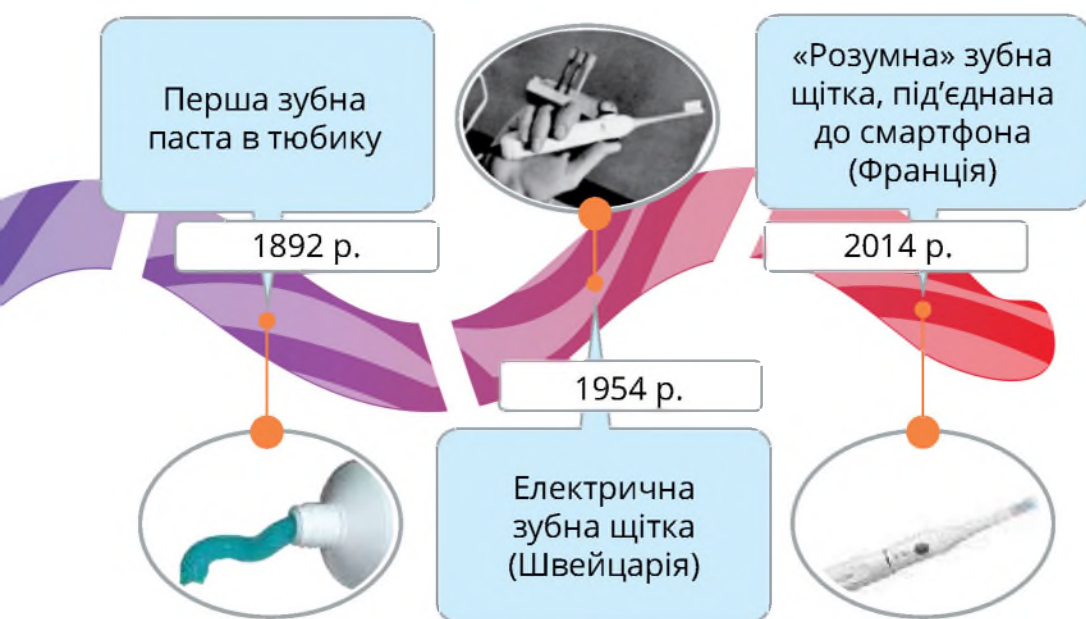 Перша зубна
паста в тюбику
1892 р.
1954 р.
Електрична
зубна щітка
(Швейцарія)
«Розумна» зубна
щітка, під’єднана
до смартфона
(Франція)
2014 р.